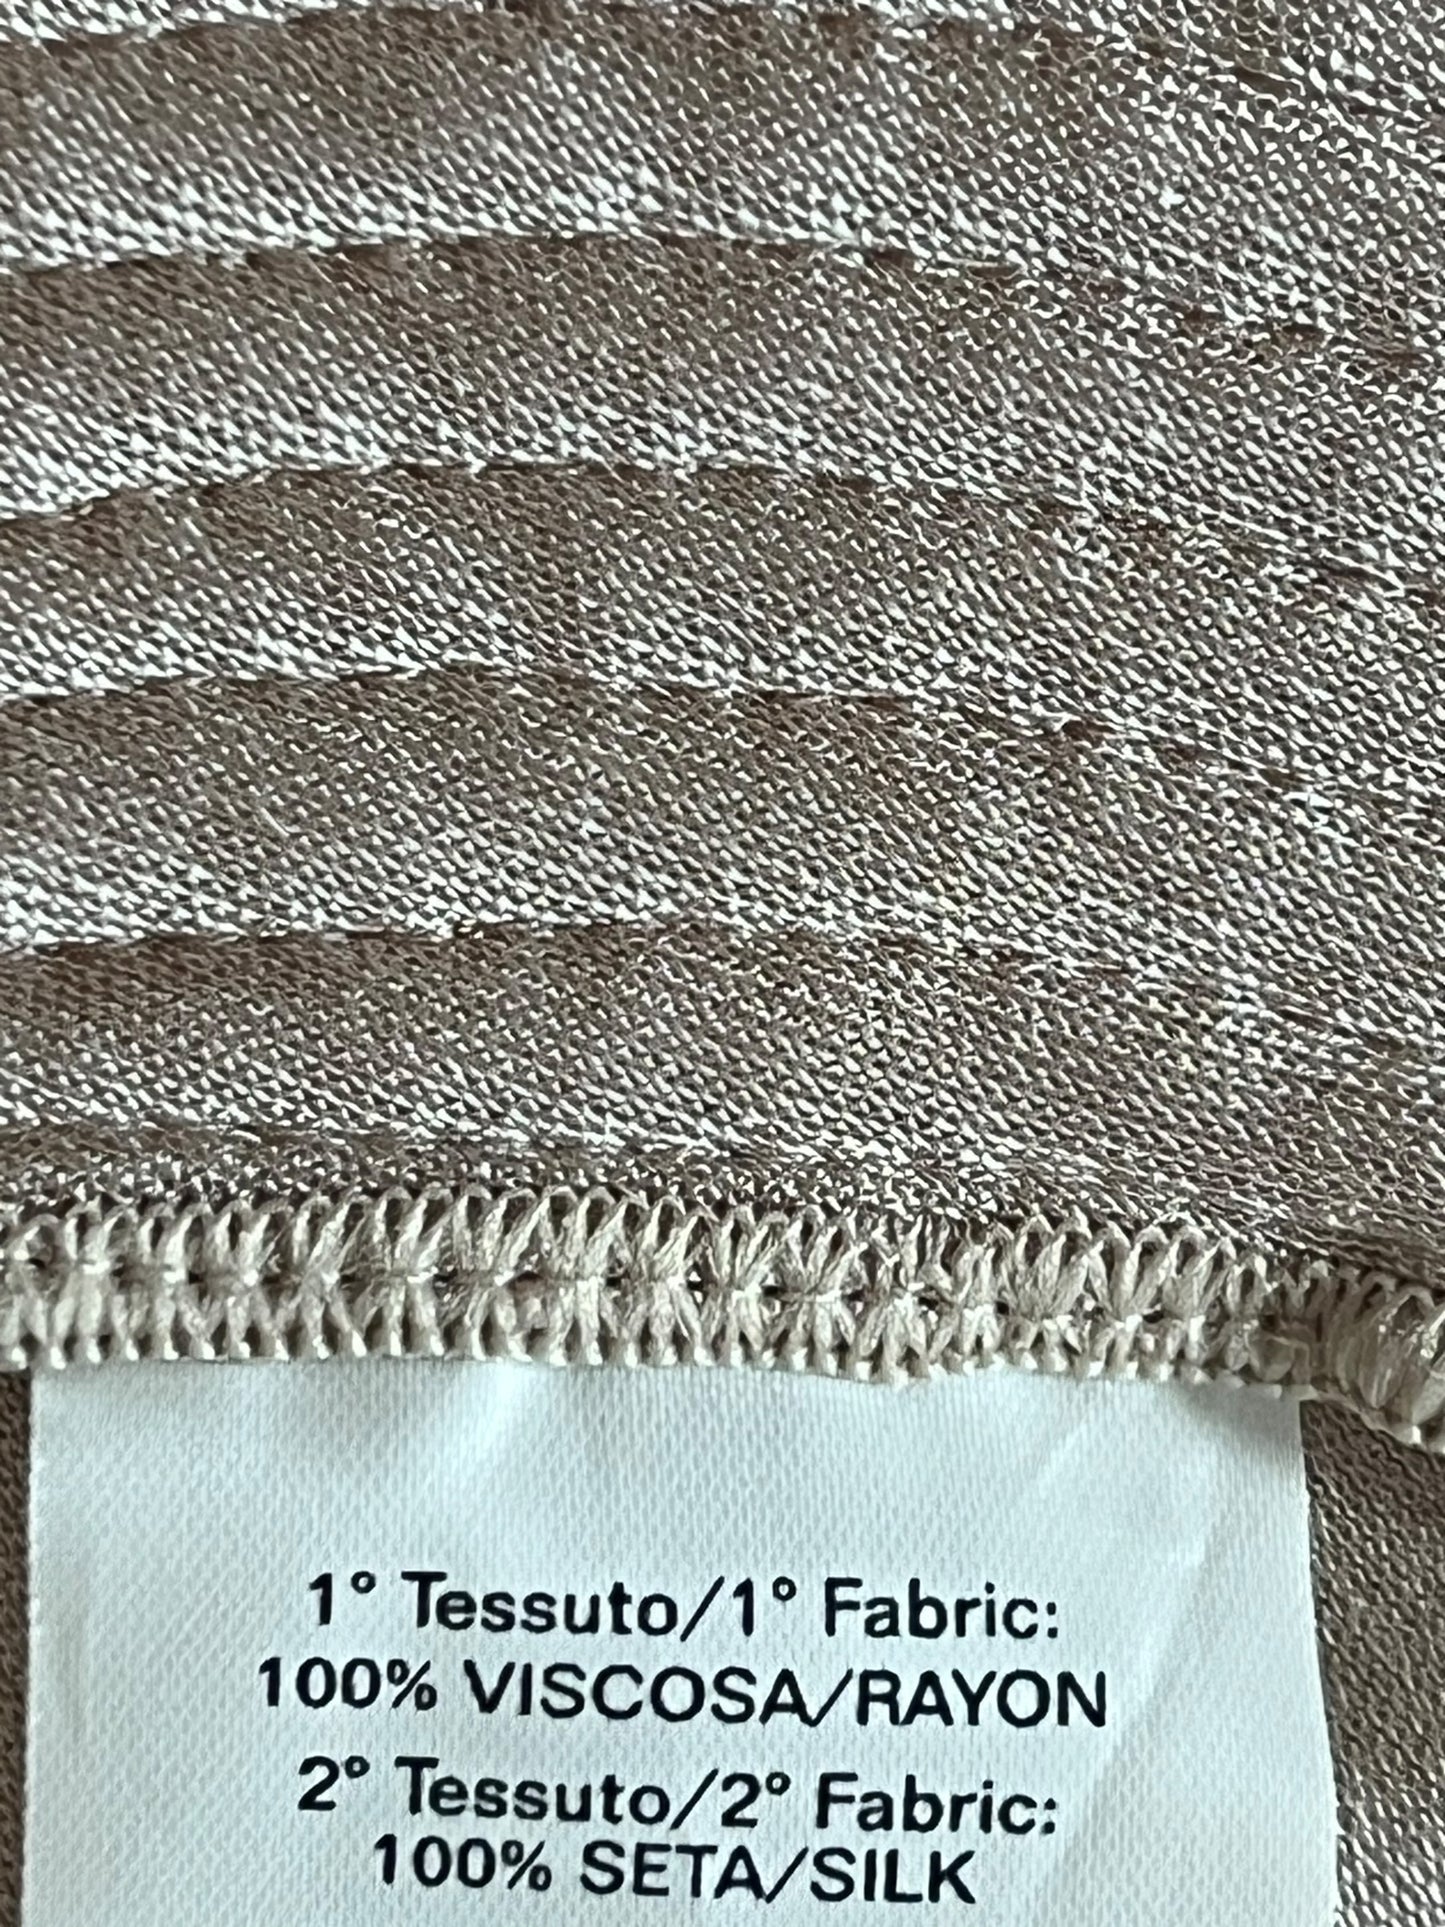 1° Tessuto/1° Fabric:
100% VISCOSA/RAYON
2° Tessuto/2° Fabric:
100% SETA/SILK